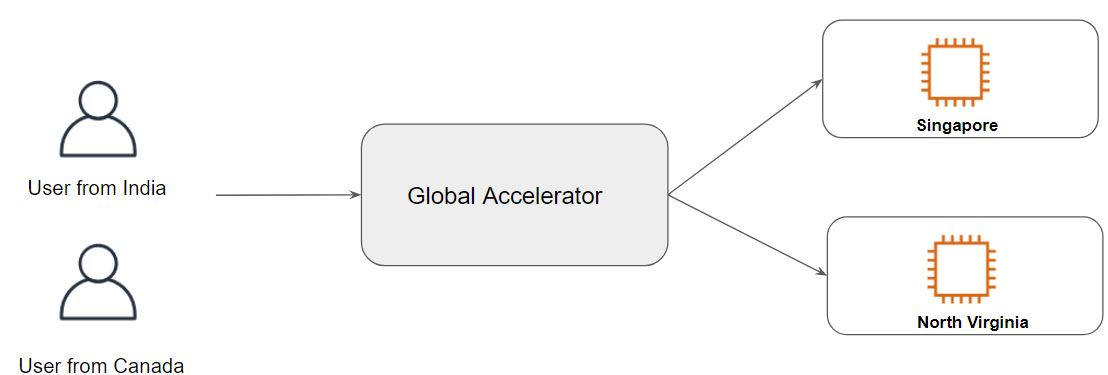 User from India
User from Canada
Global Accelerator
Singapore
North Virginia